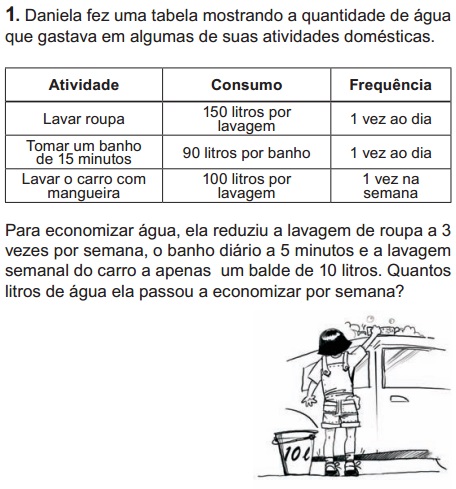 1. Daniela fez uma tabela mostrando a quantidade de água
que gastava em algumas de suas atividades domésticas.
Atividade Consumo Frequência
Lavar roupa 150 litros por lavagem 1 vez ao dia
Tomar um banho de 15 minutos 90 litros por banho 1 vez ao dia
Lavar o carro com mangueira 100 litros por lavagem 1 vez na semana
Para economizar água, ela reduziu a lavagem de roupa a 3
vezes por semana, o banho diário a 5 minutos e a lavagem
semanal do carro a apenas um balde de 10 litros. Quantos
litros de água ela passou a economizar por semana?
10 l